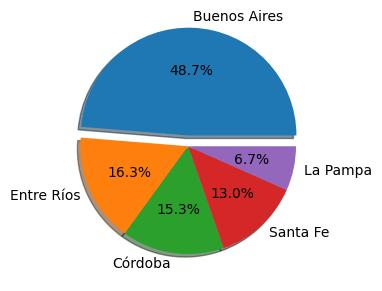 Buenos Aires
48.7%
Entre Ríos
16.3%
Córdoba
15.3%
Santa Fe
13.0%
La Pampa
6.7%